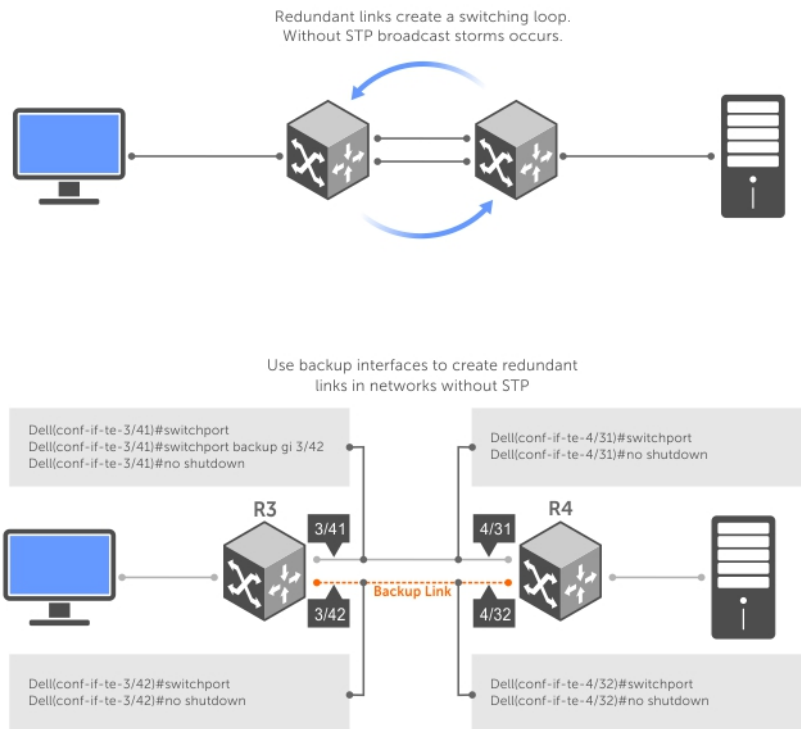 Redundant links create a switching loop.
Without STP broadcast storms occurs.
Use backup interfaces to create redundant
links in networks without STP
Dell(conf-if-te-3/41)#switchport
Dell(conf-if-te-3/41)#switchport backup gi 3/42
Dell(conf-if-te-3/41)#no shutdown
Dell(conf-if-te-4/31)#switchport
Dell(conf-if-te-4/31)#no shutdown
R3
R4
3/41
4/31
Backup Link
3/42
4/32
Dell(conf-if-te-3/42)#switchport
Dell(conf-if-te-3/42)#no shutdown
Dell(conf-if-te-4/32)#switchport
Dell(conf-if-te-4/32)#no shutdown